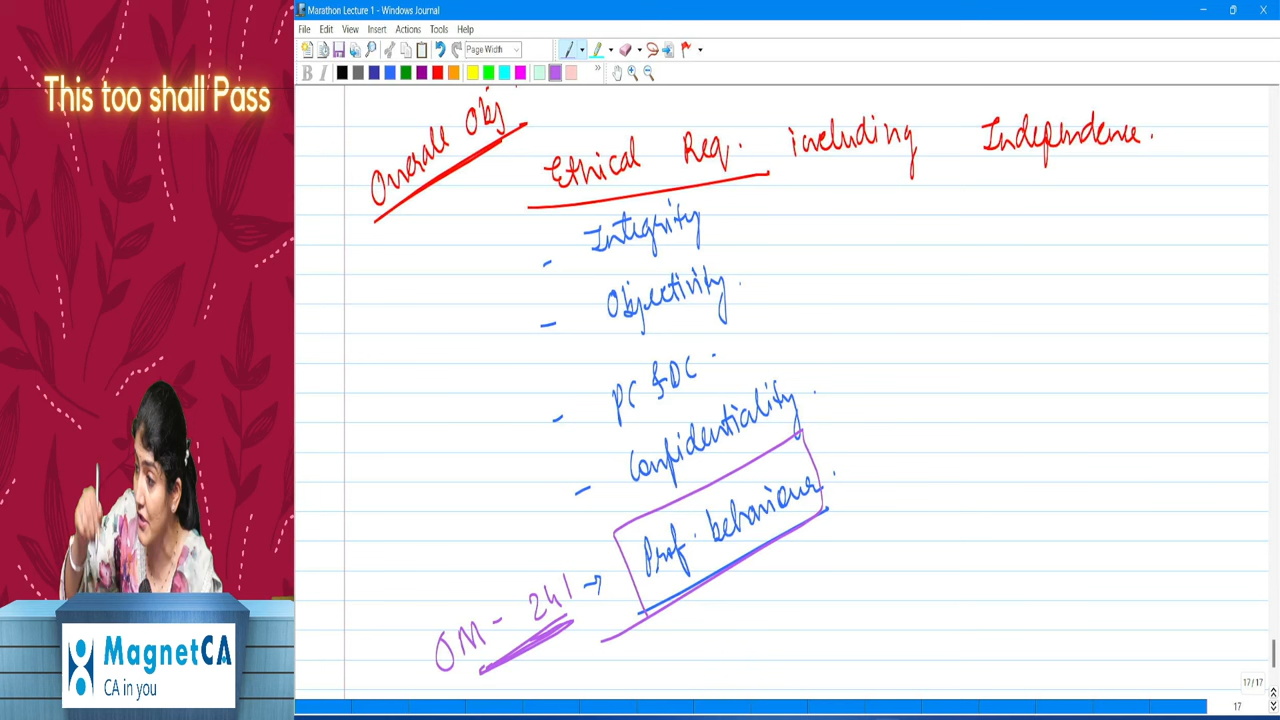 Marathon Lecture 1 - Windows Journal
File Edit View Insert Actions Tools Help
Page Width
B I
This too shall Pass
Overall Obj
Ethical Req. including Independence.
- Integrity
- Objectivity.
- PC & DC.
- Confidentiality.
Prof. behaviour.
OM - 241 →
MagnetCA
CA in you
17/17
17